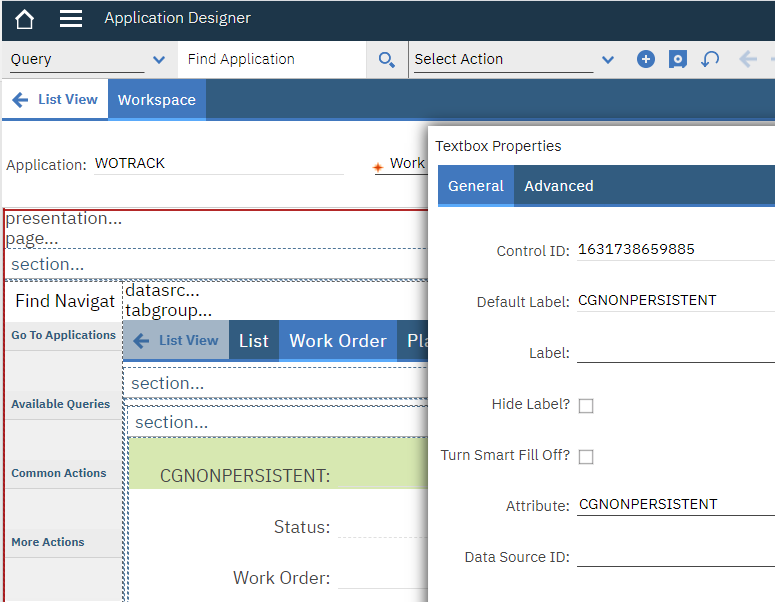 Application Designer
Query
Find Application
Select Action
List View
Workspace
Application: WOTRACK
Work
presentation...
page...
section...
Find Navigat
Go To Applications
Available Queries
Common Actions
More Actions
datasrc...
tabgroup...
List View
List
Work Order
section...
section...
CGNONPERSISTENT:
Status:
Work Order:
Textbox Properties
General
Advanced
Control ID: 1631738659885
Default Label: CGNONPERSISTENT
Label:
Hide Label?
Turn Smart Fill Off?
Attribute: CGNONPERSISTENT
Data Source ID: